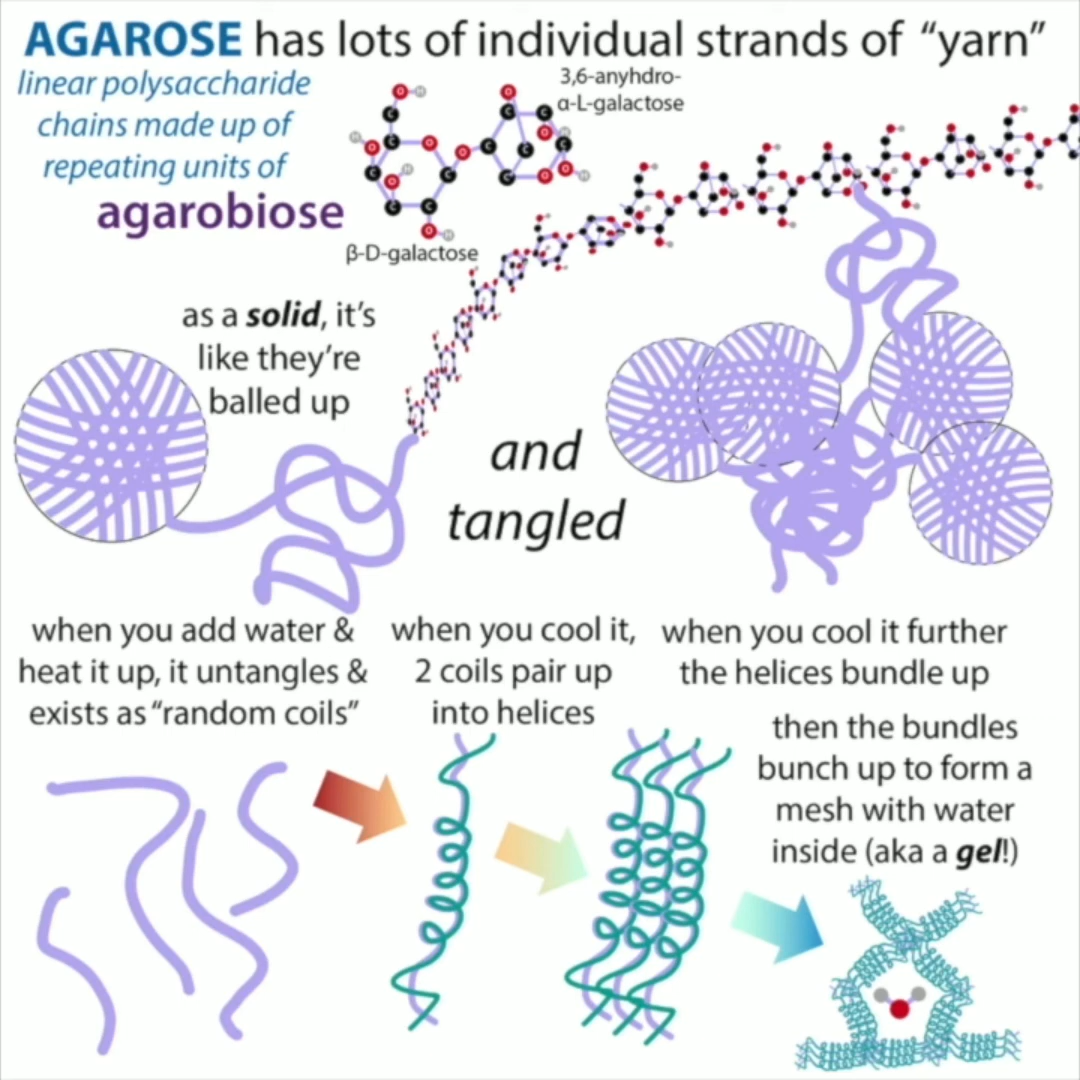 AGAROSE has lots of individual strands of “yarn”
linear polysaccharide
chains made up of
repeating units of
agarobiose
3,6-anyhdro-
α-L-galactose
β-D-galactose
as a solid, it’s
like they’re
balled up
and
tangled
when you add water &
heat it up, it untangles &
exists as “random coils”
when you cool it,
2 coils pair up
into helices
when you cool it further
the helices bundle up
then the bundles
bunch up to form a
mesh with water
inside (aka a gel!)